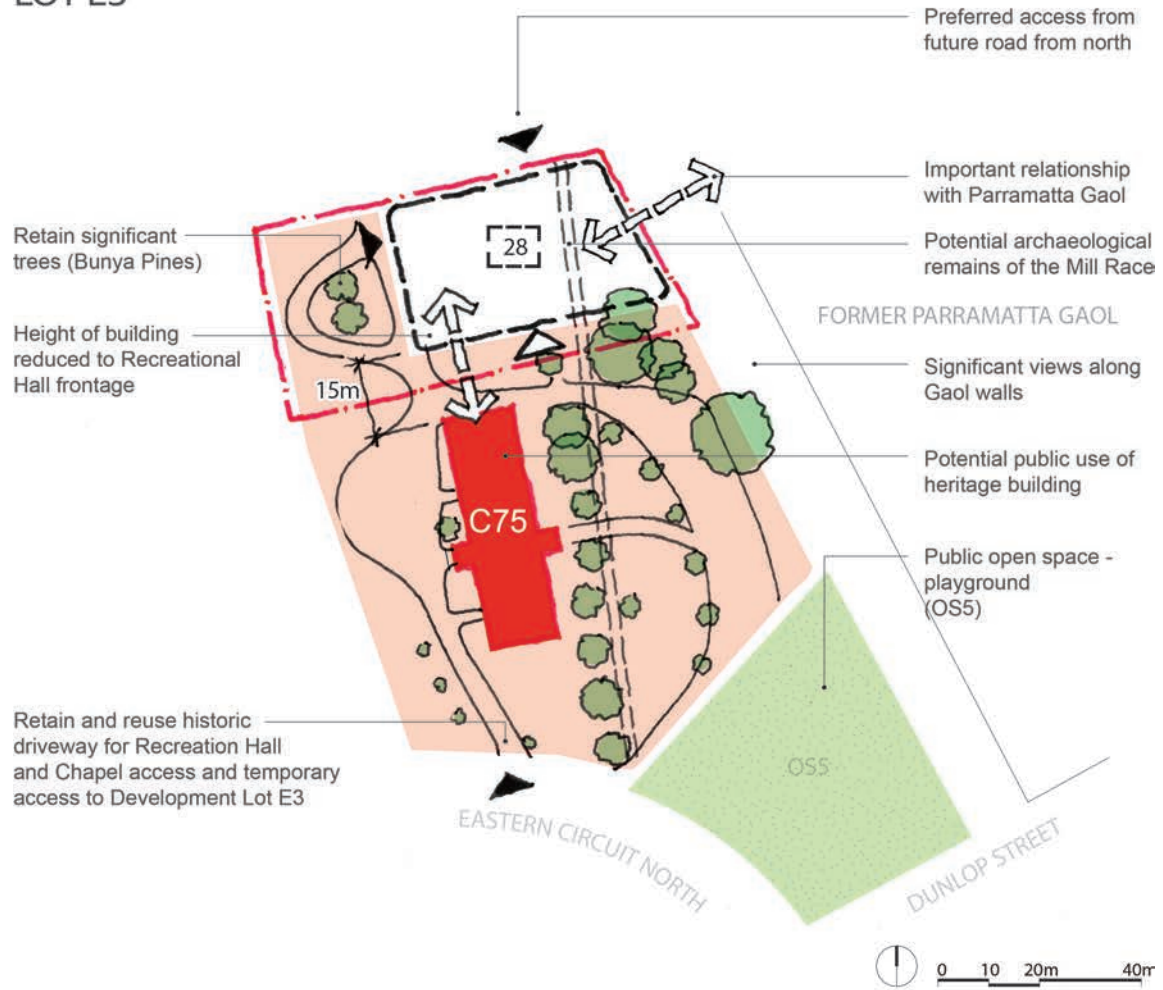 LOT E3
Preferred access from
future road from north
Important relationship
with Parramatta Gaol
Potential archaeological
remains of the Mill Race
FORMER PARRAMATTA GAOL
Significant views along
Gaol walls
Potential public use of
heritage building
Public open space -
playground
(OS5)
Retain significant
trees (Bunya Pines)
Height of building
reduced to Recreational
Hall frontage
Retain and reuse historic
driveway for Recreation Hall
and Chapel access and temporary
access to Development Lot E3
28
15m
C75
OS5
EASTERN CIRCUIT NORTH
DUNLOP STREET
0 10 20m 40m